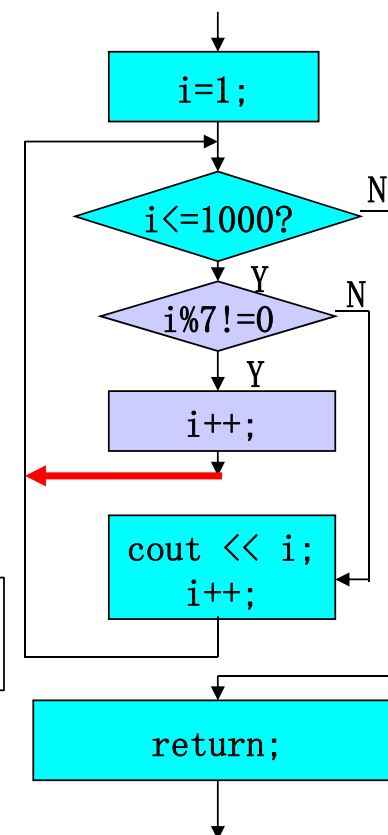 i=1;
i<=1000?
N
Y
i%7!=0
N
Y
i++;
cout << i;
i++;
return;